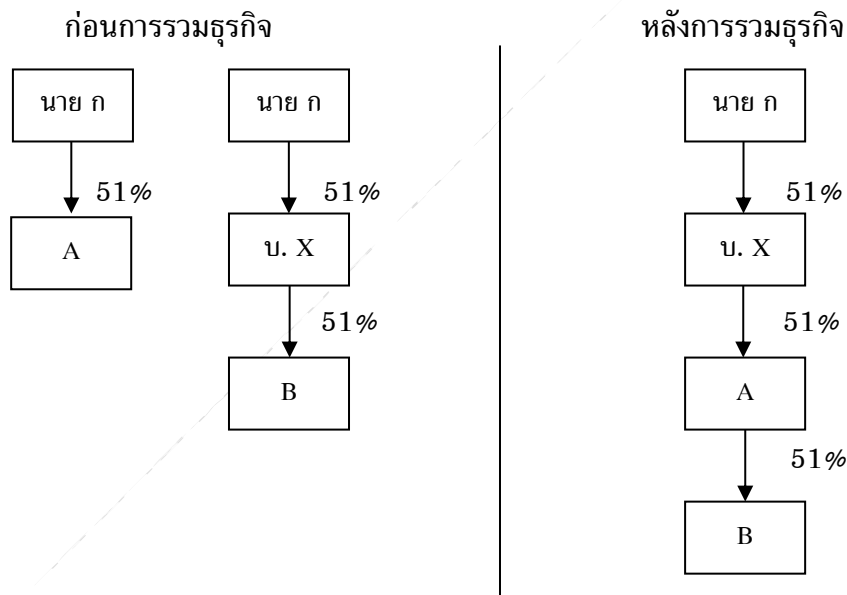 ก่อนการรวมธุรกิจ
หลังการรวมธุรกิจ
นาย ก
นาย ก
นาย ก
51%
51%
51%
A
บ. X
บ. X
51%
51%
B
A
51%
B